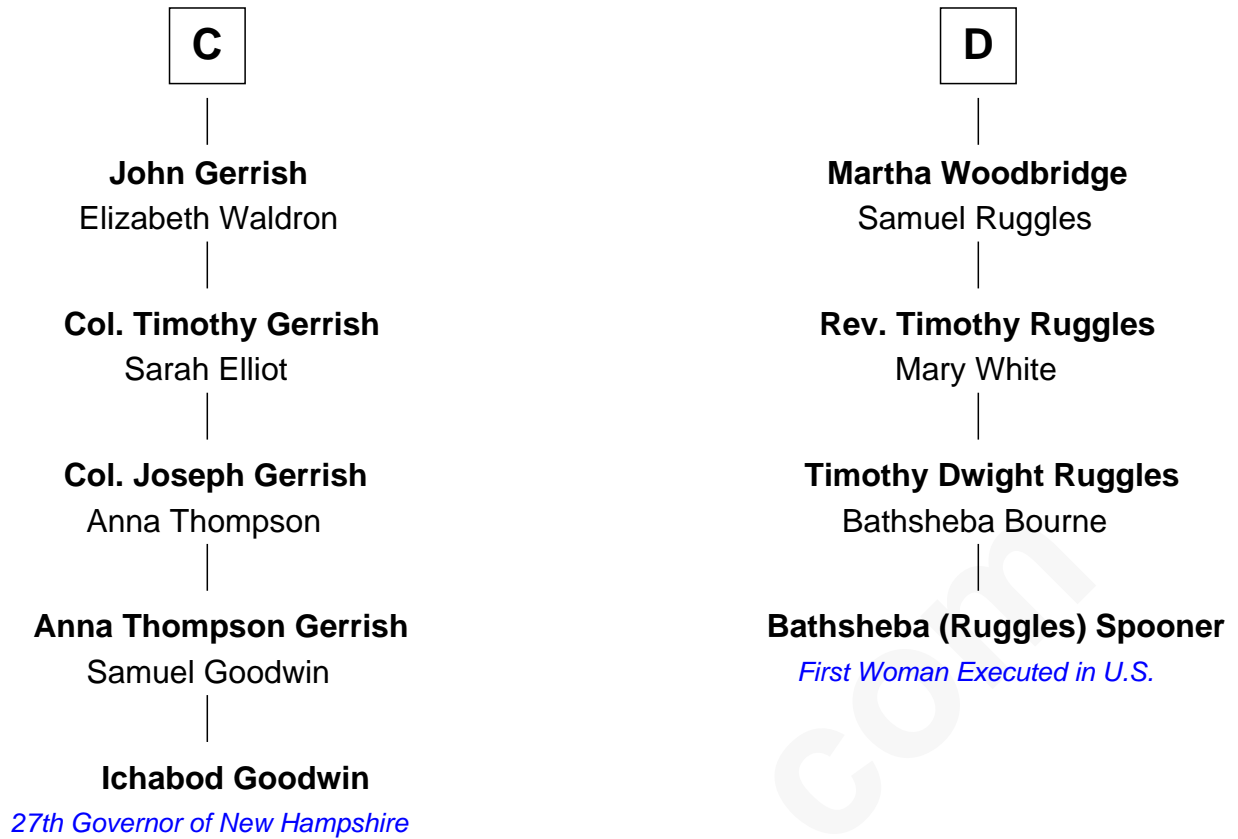 C
John Gerrish
Elizabeth Waldron
Col. Timothy Gerrish
Sarah Elliot
Col. Joseph Gerrish
Anna Thompson
Anna Thompson Gerrish
Samuel Goodwin
Ichabod Goodwin
27th Governor of New Hampshire
D
Martha Woodbridge
Samuel Ruggles
Rev. Timothy Ruggles
Mary White
Timothy Dwight Ruggles
Bathsheba Bourne
Bathsheba (Ruggles) Spooner
First Woman Executed in U.S.
com